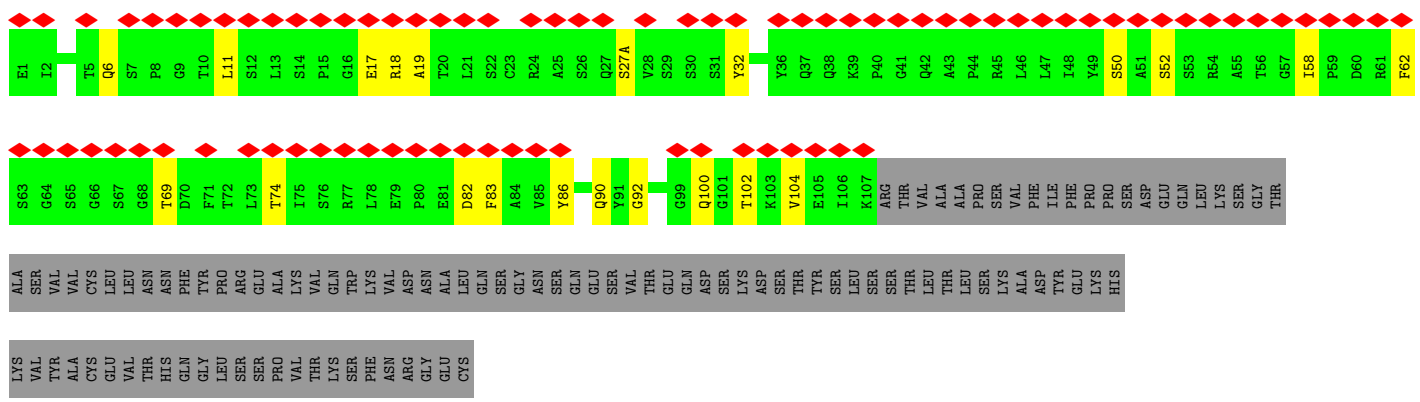 E1 I2 T5 Q6 S7 P8 G9 T10 L11 S12 L13 S14 P15 G16 E17 R18 A19 T20 L21 S22 C23 R24 A25 S26 Q27 S27A V28 S29 S30 S31 Y32 Y36 Q37 Q38 K39 P40 G41 Q42 A43 P44 R45 L46 L47 I48 Y49 S50 A51 S52 S53 R54 A55 T56 G57 I58 P59 D60 R61 F62
S63 G64 S65 G66 S67 G68 T69 D70 F71 T72 L73 T74 I75 S76 R77 L78 E79 P80 E81 D82 F83 A84 V85 Y86 Q90 Y91 G92 G99 Q100 G101 T102 K103 V104 E105 I106 K107 ARG THR VAL ALA ALA PRO SER VAL PHE ILE PHE PRO PRO SER ASP GLU GLN LEU LYS SER GLY THR
ALA SER VAL VAL CYS LEU LEU ASN ASN PHE TYR PRO ARG GLU ALA LYS VAL GLN TRP LYS VAL ASP ASN ALA LEU GLN SER GLY ASN SER GLN GLU SER VAL THR GLU GLN ASP SER LYS ASP SER THR TYR SER LEU SER SER THR LEU THR LEU SER LYS ALA ASP TYR GLU LYS HIS
LYS VAL TYR ALA CYS GLU VAL THR HIS GLN GLY LEU SER SER PRO VAL THR LYS SER PHE ASN ARG GLY GLU CYS